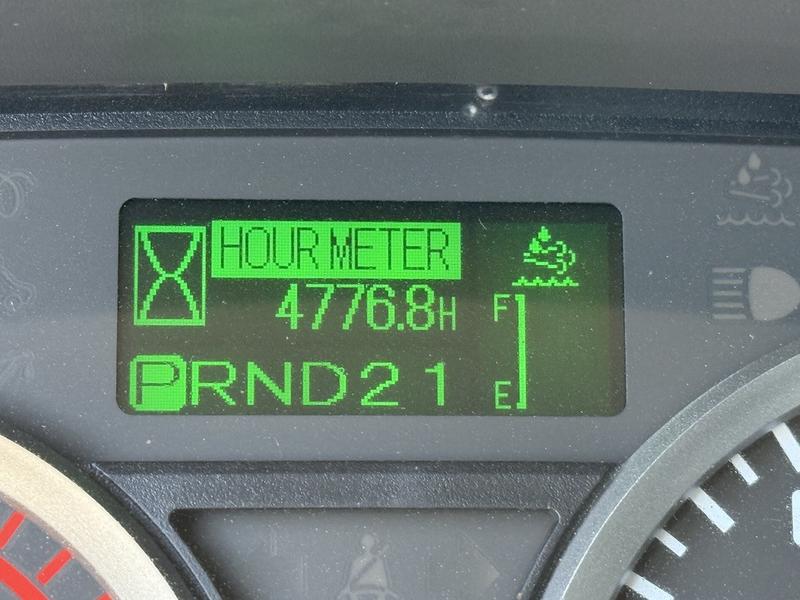 HOUR METER
4776.8H
F
PRND21
E